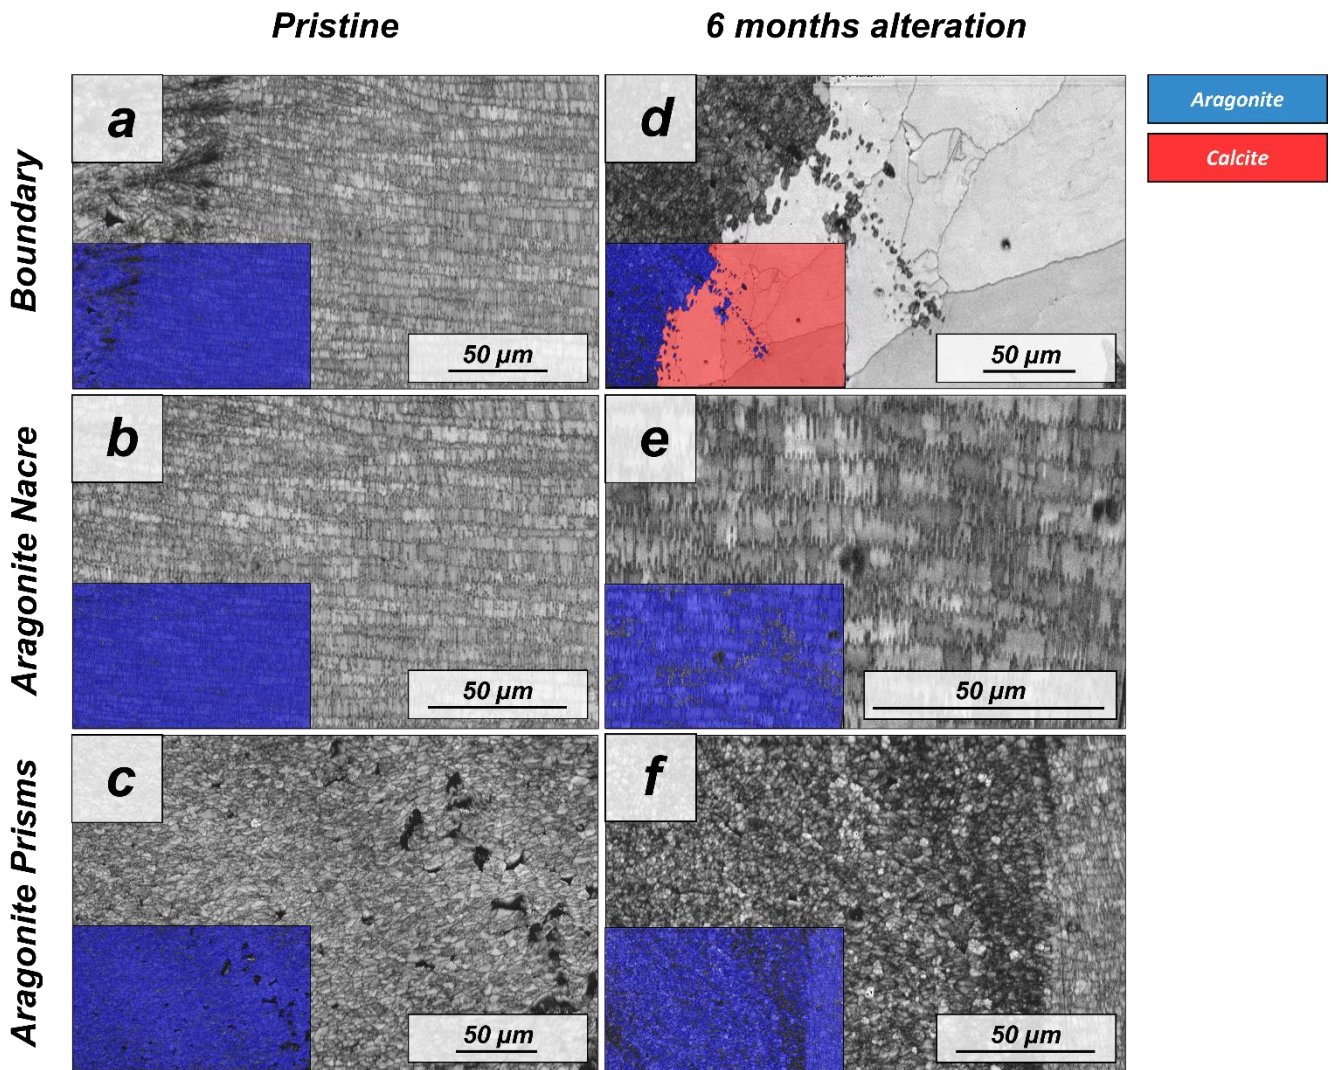 Pristine
6 months alteration
Boundary
a
50 µm
d
50 µm
Aragonite
Calcite
Aragonite Nacre
b
50 µm
e
50 µm
Aragonite Prisms
c
50 µm
f
50 µm